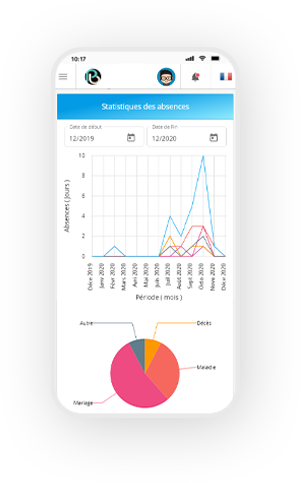 10:17
Statistiques des absences
Date de début
12/2019
Date de Fin
12/2020
Absences ( Jours )
10
8
6
4
2
0
Déce 2019
Janv 2020
Févr 2020
Mars 2020
Avri 2020
Mai 2020
Juin 2020
Juil 2020
Août 2020
Sept 2020
Octo 2020
Nove 2020
Déce 2020
Période ( mois )
Autre
Décès
Maladie
Mariage